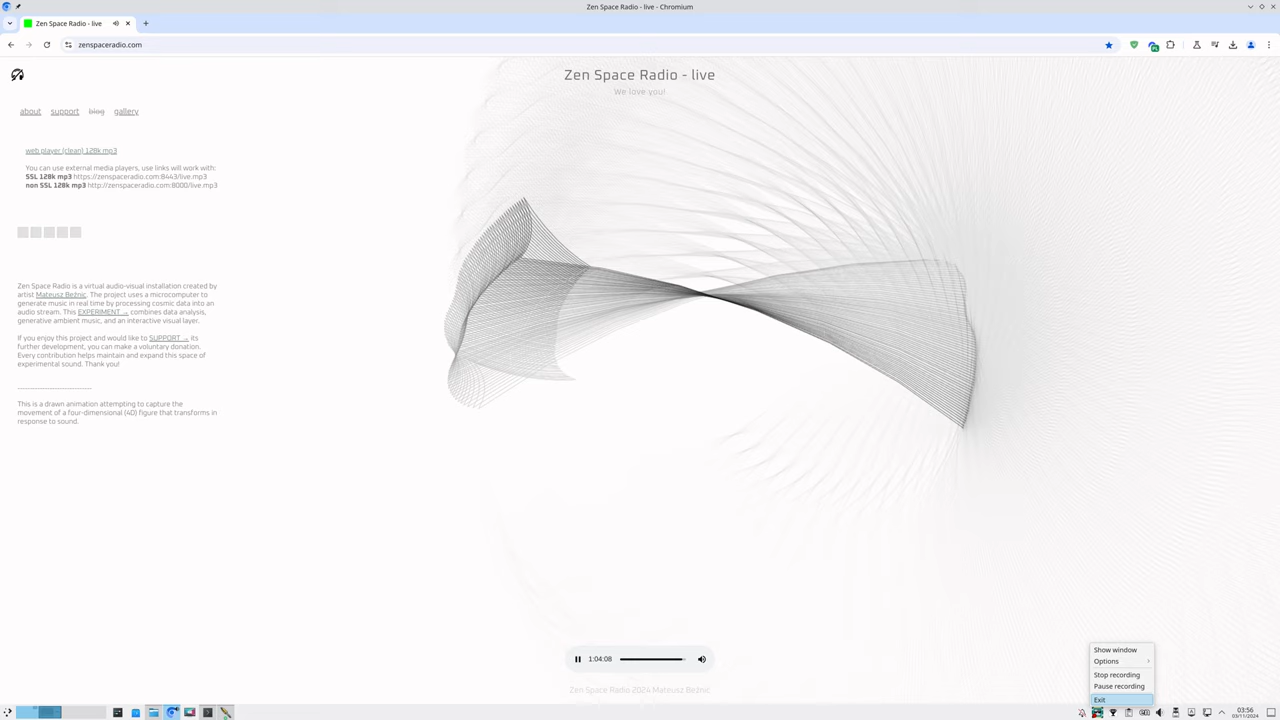 Zen Space Radio - live - Chromium
Zen Space Radio - live
zenspaceradio.com
Zen Space Radio - live
We love you!
about support blog gallery
web player (clean) 128k mp3
You can use external media players, use links will work with:
SSL 128k mp3 https://zenspaceradio.com:8443/live.mp3
non SSL 128k mp3 http://zenspaceradio.com:8000/live.mp3
Zen Space Radio is a virtual audio-visual installation created by
artist Mateusz Bežnic. The project uses a microcomputer to
generate music in real time by processing cosmic data into an
audio stream. This EXPERIMENT → combines data analysis,
generative ambient music, and an interactive visual layer.
If you enjoy this project and would like to SUPPORT → its
further development, you can make a voluntary donation.
Every contribution helps maintain and expand this space of
experimental sound. Thank you!
This is a drawn animation attempting to capture the
movement of a four-dimensional (4D) figure that transforms in
response to sound.
1:04:08
Zen Space Radio 2024 Mateusz Bežnic
Show window
Options
Stop recording
Pause recording
Exit
03:56
03/11/2024